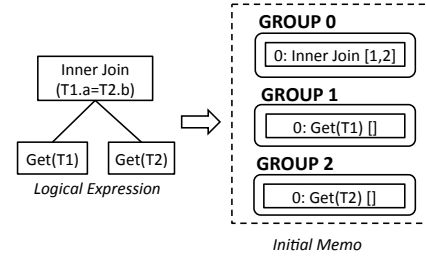 Inner Join
(T1.a=T2.b)
Get(T1)
Get(T2)
Logical Expression
GROUP 0
0: Inner Join [1,2]
GROUP 1
0: Get(T1) []
GROUP 2
0: Get(T2) []
Initial Memo